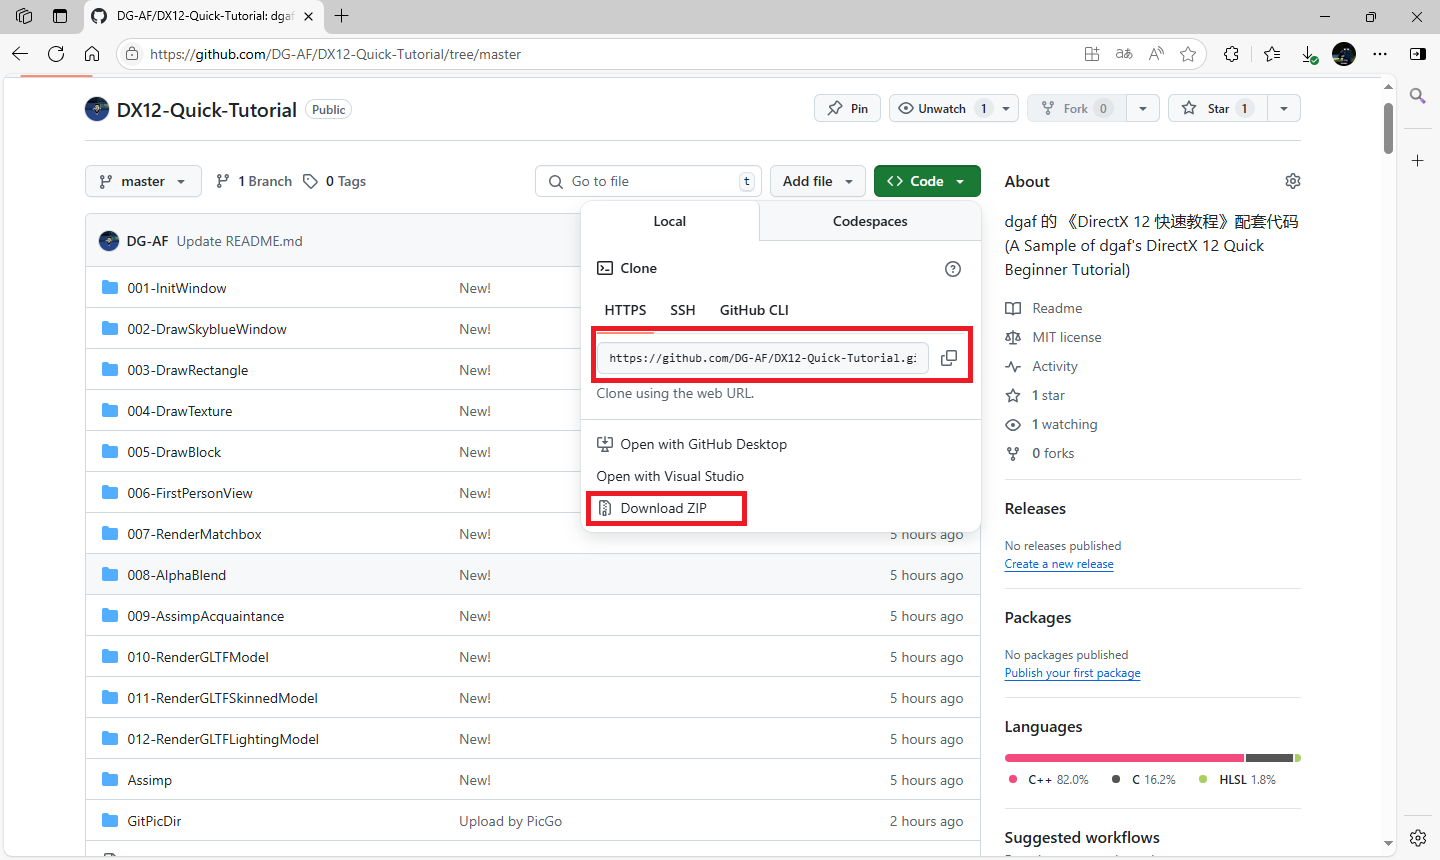 DG-AF/DX12-Quick-Tutorial: dgaf
https://github.com/DG-AF/DX12-Quick-Tutorial/tree/master
DX12-Quick-Tutorial Public
Pin
Unwatch 1
Fork 0
Star 1
master
1 Branch
0 Tags
Go to file t
Add file
Code
About
DG-AF Update README.md
Local
Codespaces
dgaf 的 《DirectX 12 快速教程》配套代码
(A Sample of dgaf's DirectX 12 Quick
Beginner Tutorial)
Clone
HTTPS SSH GitHub CLI
https://github.com/DG-AF/DX12-Quick-Tutorial.gi
Clone using the web URL.
Open with GitHub Desktop
Open with Visual Studio
Download ZIP
001-InitWindow New!
002-DrawSkyblueWindow New!
003-DrawRectangle New!
004-DrawTexture New!
005-DrawBlock New!
006-FirstPersonView New!
007-RenderMatchbox New! 5 hours ago
008-AlphaBlend New! 5 hours ago
009-AssimpAcquaintance New! 5 hours ago
010-RenderGLTFModel New! 5 hours ago
011-RenderGLTFSkinnedModel New! 5 hours ago
012-RenderGLTFLightingModel New! 5 hours ago
Assimp New! 5 hours ago
GitPicDir Upload by PicGo 2 hours ago
Readme
MIT license
Activity
1 star
1 watching
0 forks
Releases
No releases published
Create a new release
Packages
No packages published
Publish your first package
Languages
C++ 82.0% C 16.2% HLSL 1.8%
Suggested workflows